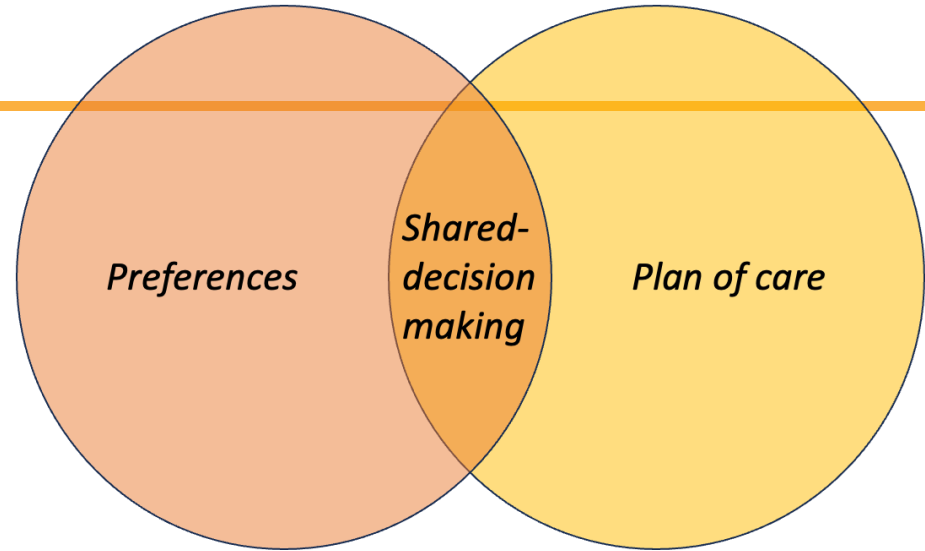 Preferences
Shared-
decision
making
Plan of care